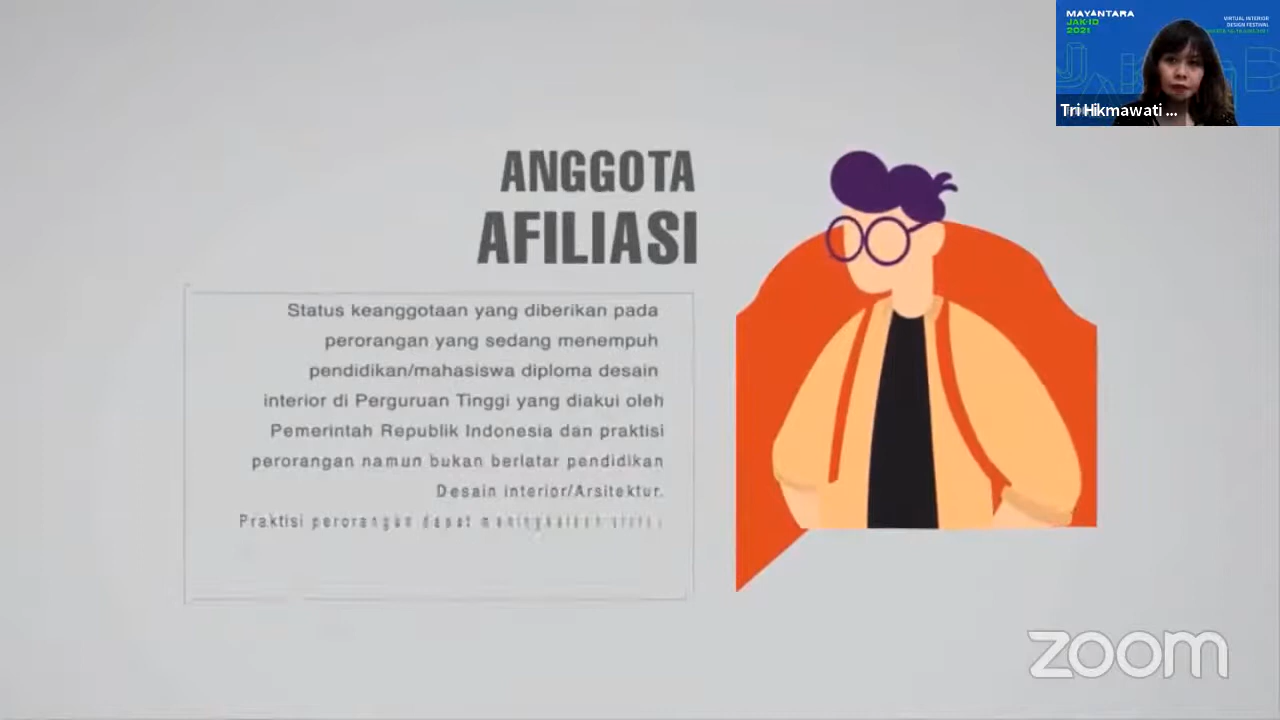 ANGGOTA
AFILIASI
Status keanggotaan yang diberikan pada
perorangan yang sedang menempuh
pendidikan/mahasiswa diploma desain
interior di Perguruan Tinggi yang diakui oleh
Pemerintah Republik Indonesia dan praktisi
perorangan namun bukan berlatar pendidikan
Desain interior/Arsitektur.
Praktisi perorangan dapat meningkatkan
MAYANTARA
JAK·ID
2021
VIRTUAL INTERIOR
DESIGN FESTIVAL
Tri Hikmawati ...
zoom